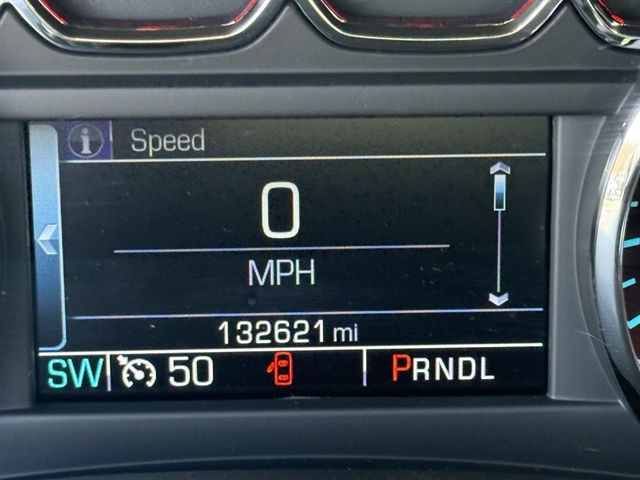 i Speed
0
MPH
132621 mi
SW 50 PRNDL